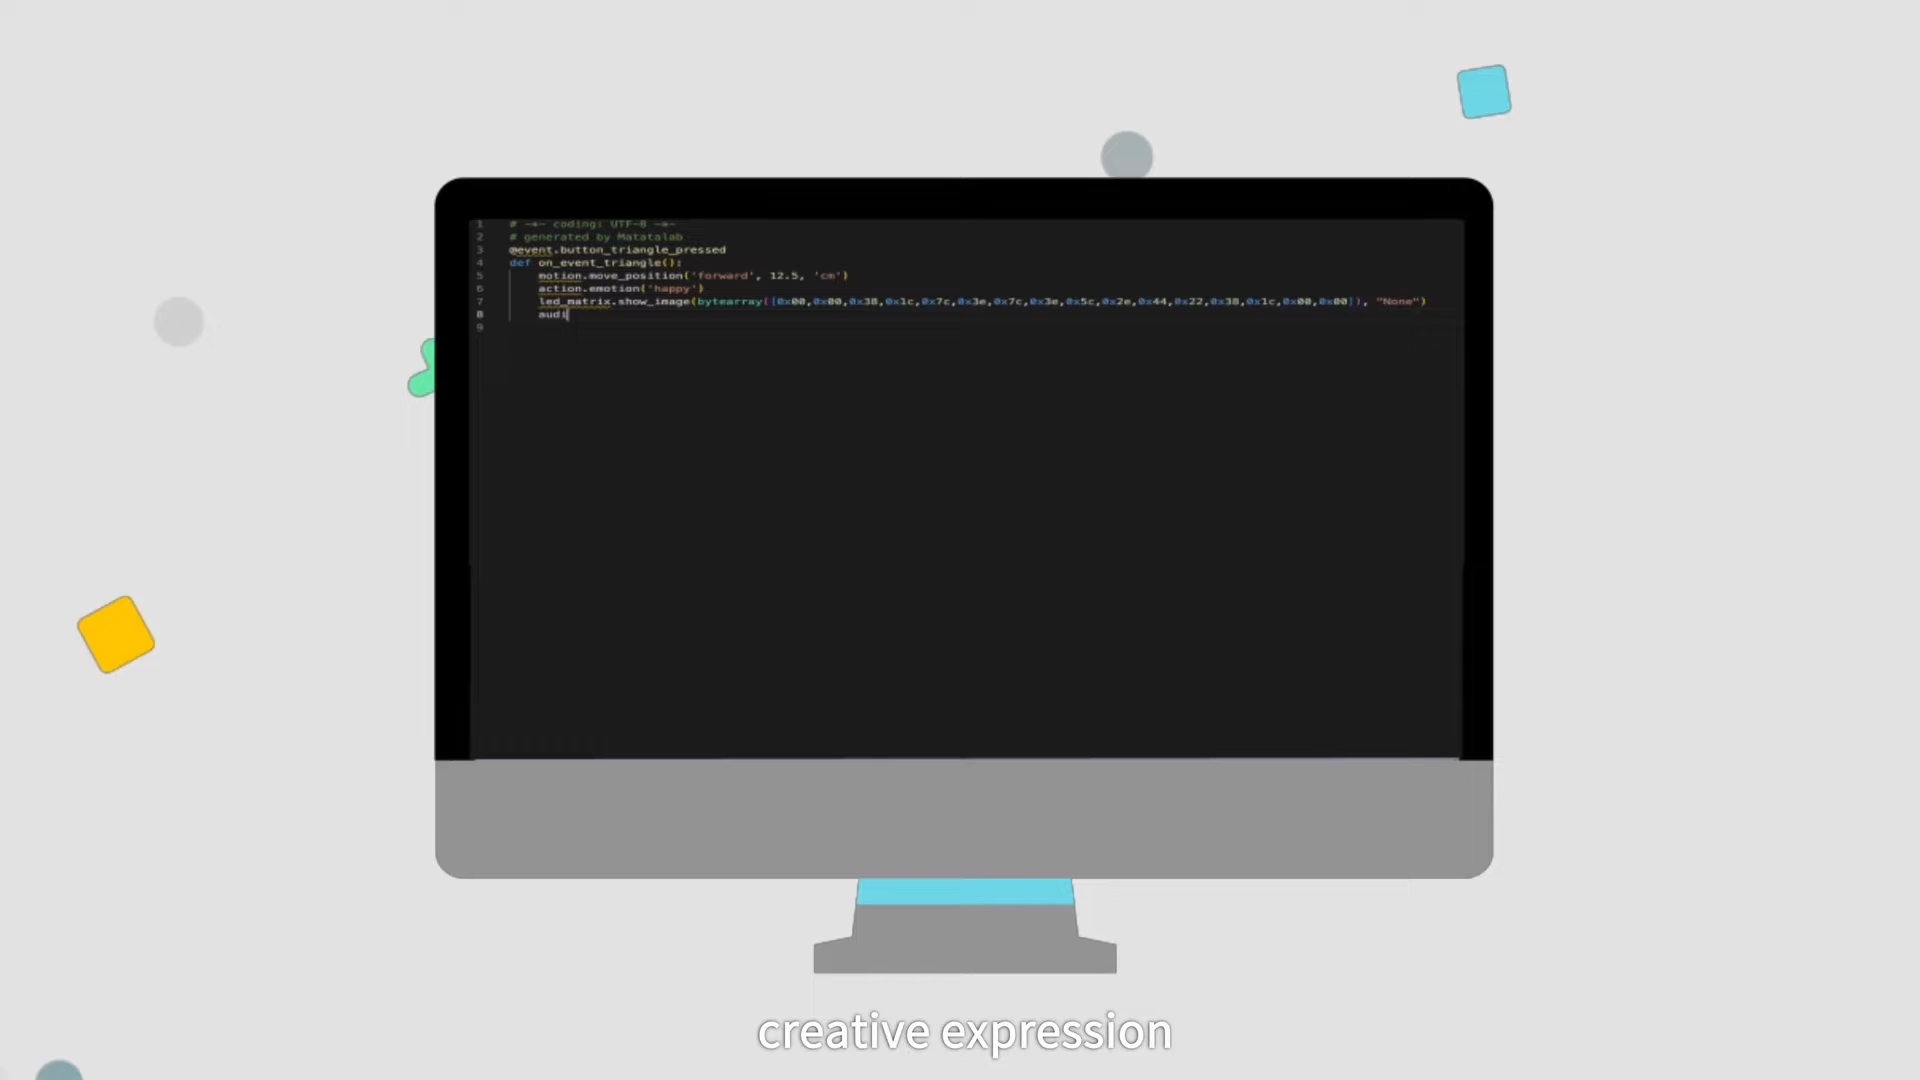 1 # -*- coding: UTF-8 -*-
2 # generated by Matatalab
3 @event.button_triangle_pressed
4 def on_event_triangle():
5 motion.move_position('forward', 12.5, 'cm')
6 action.emotion('happy')
7 led_matrix.show_image(bytearray([0x00,0x00,0x38,0x1c,0x7c,0x3e,0x7c,0x3e,0x5c,0x2e,0x44,0x22,0x38,0x1c,0x00,0x00]), "None")
8 audi
9
creative expression